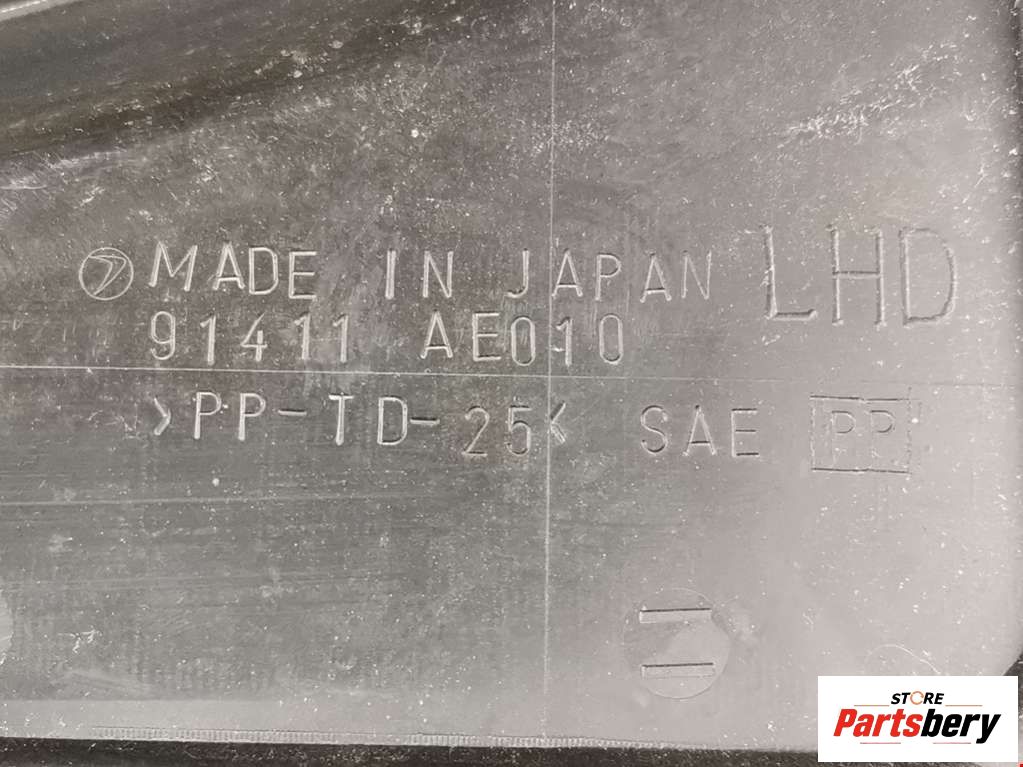 MADE IN JAPAN LHD
91411 AE010
>PP-TD-25< SAE PP
STORE
Partsbery